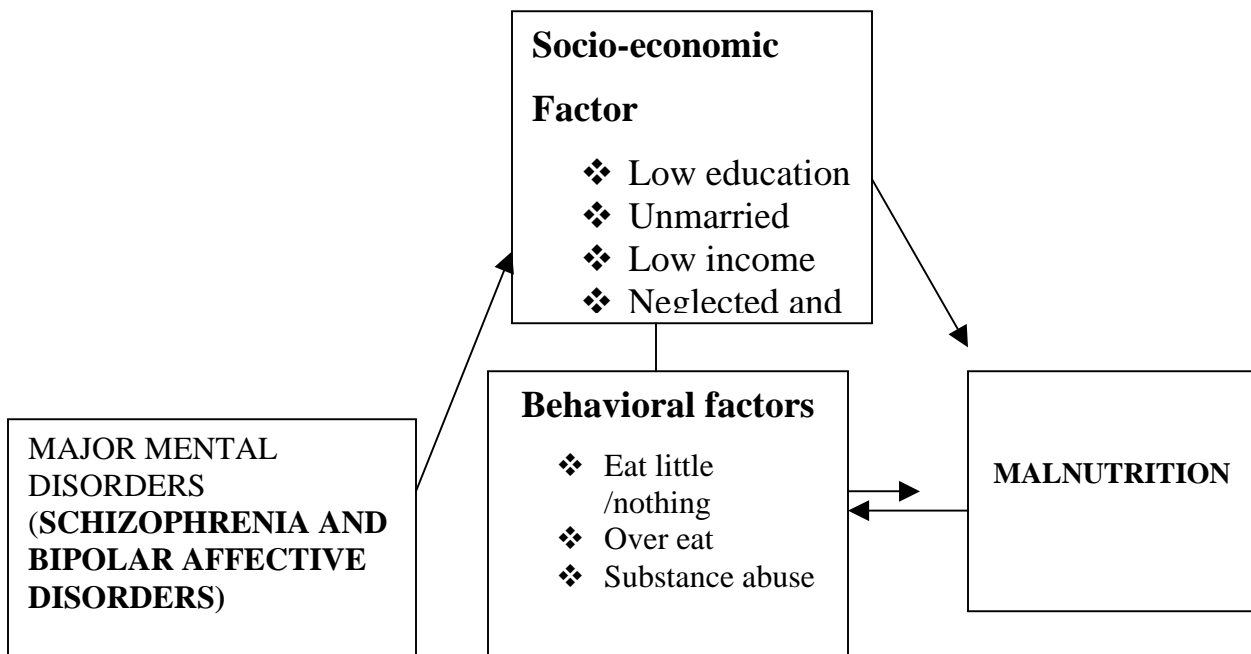 Socio-economic
Factor
❖ Low education
❖ Unmarried
❖ Low income
❖ Neglected and
Behavioral factors
❖ Eat little
/nothing
❖ Over eat
❖ Substance abuse
MAJOR MENTAL
DISORDERS
(SCHIZOPHRENIA AND
BIPOLAR AFFECTIVE
DISORDERS)
MALNUTRITION